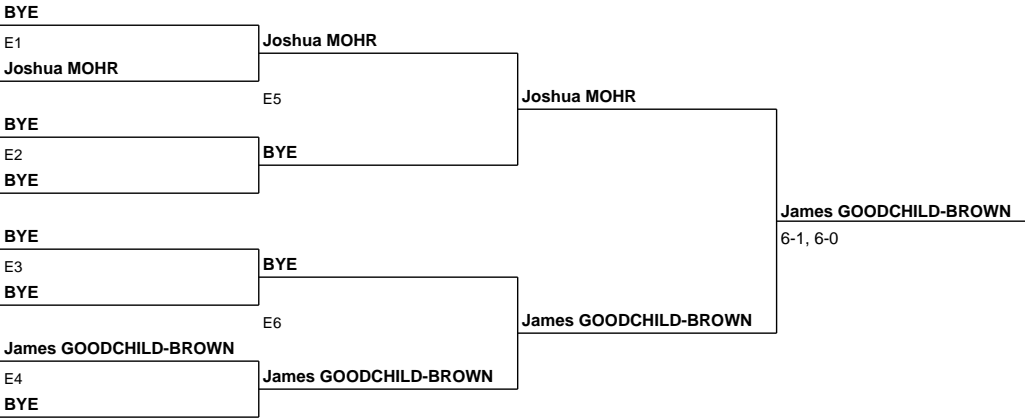 BYE
E1
Joshua MOHR
BYE
E2
BYE
BYE
E3
BYE
James GOODCHILD-BROWN
E4
BYE
Joshua MOHR
E5
BYE
BYE
E6
James GOODCHILD-BROWN
Joshua MOHR
James GOODCHILD-BROWN
James GOODCHILD-BROWN
6-1, 6-0